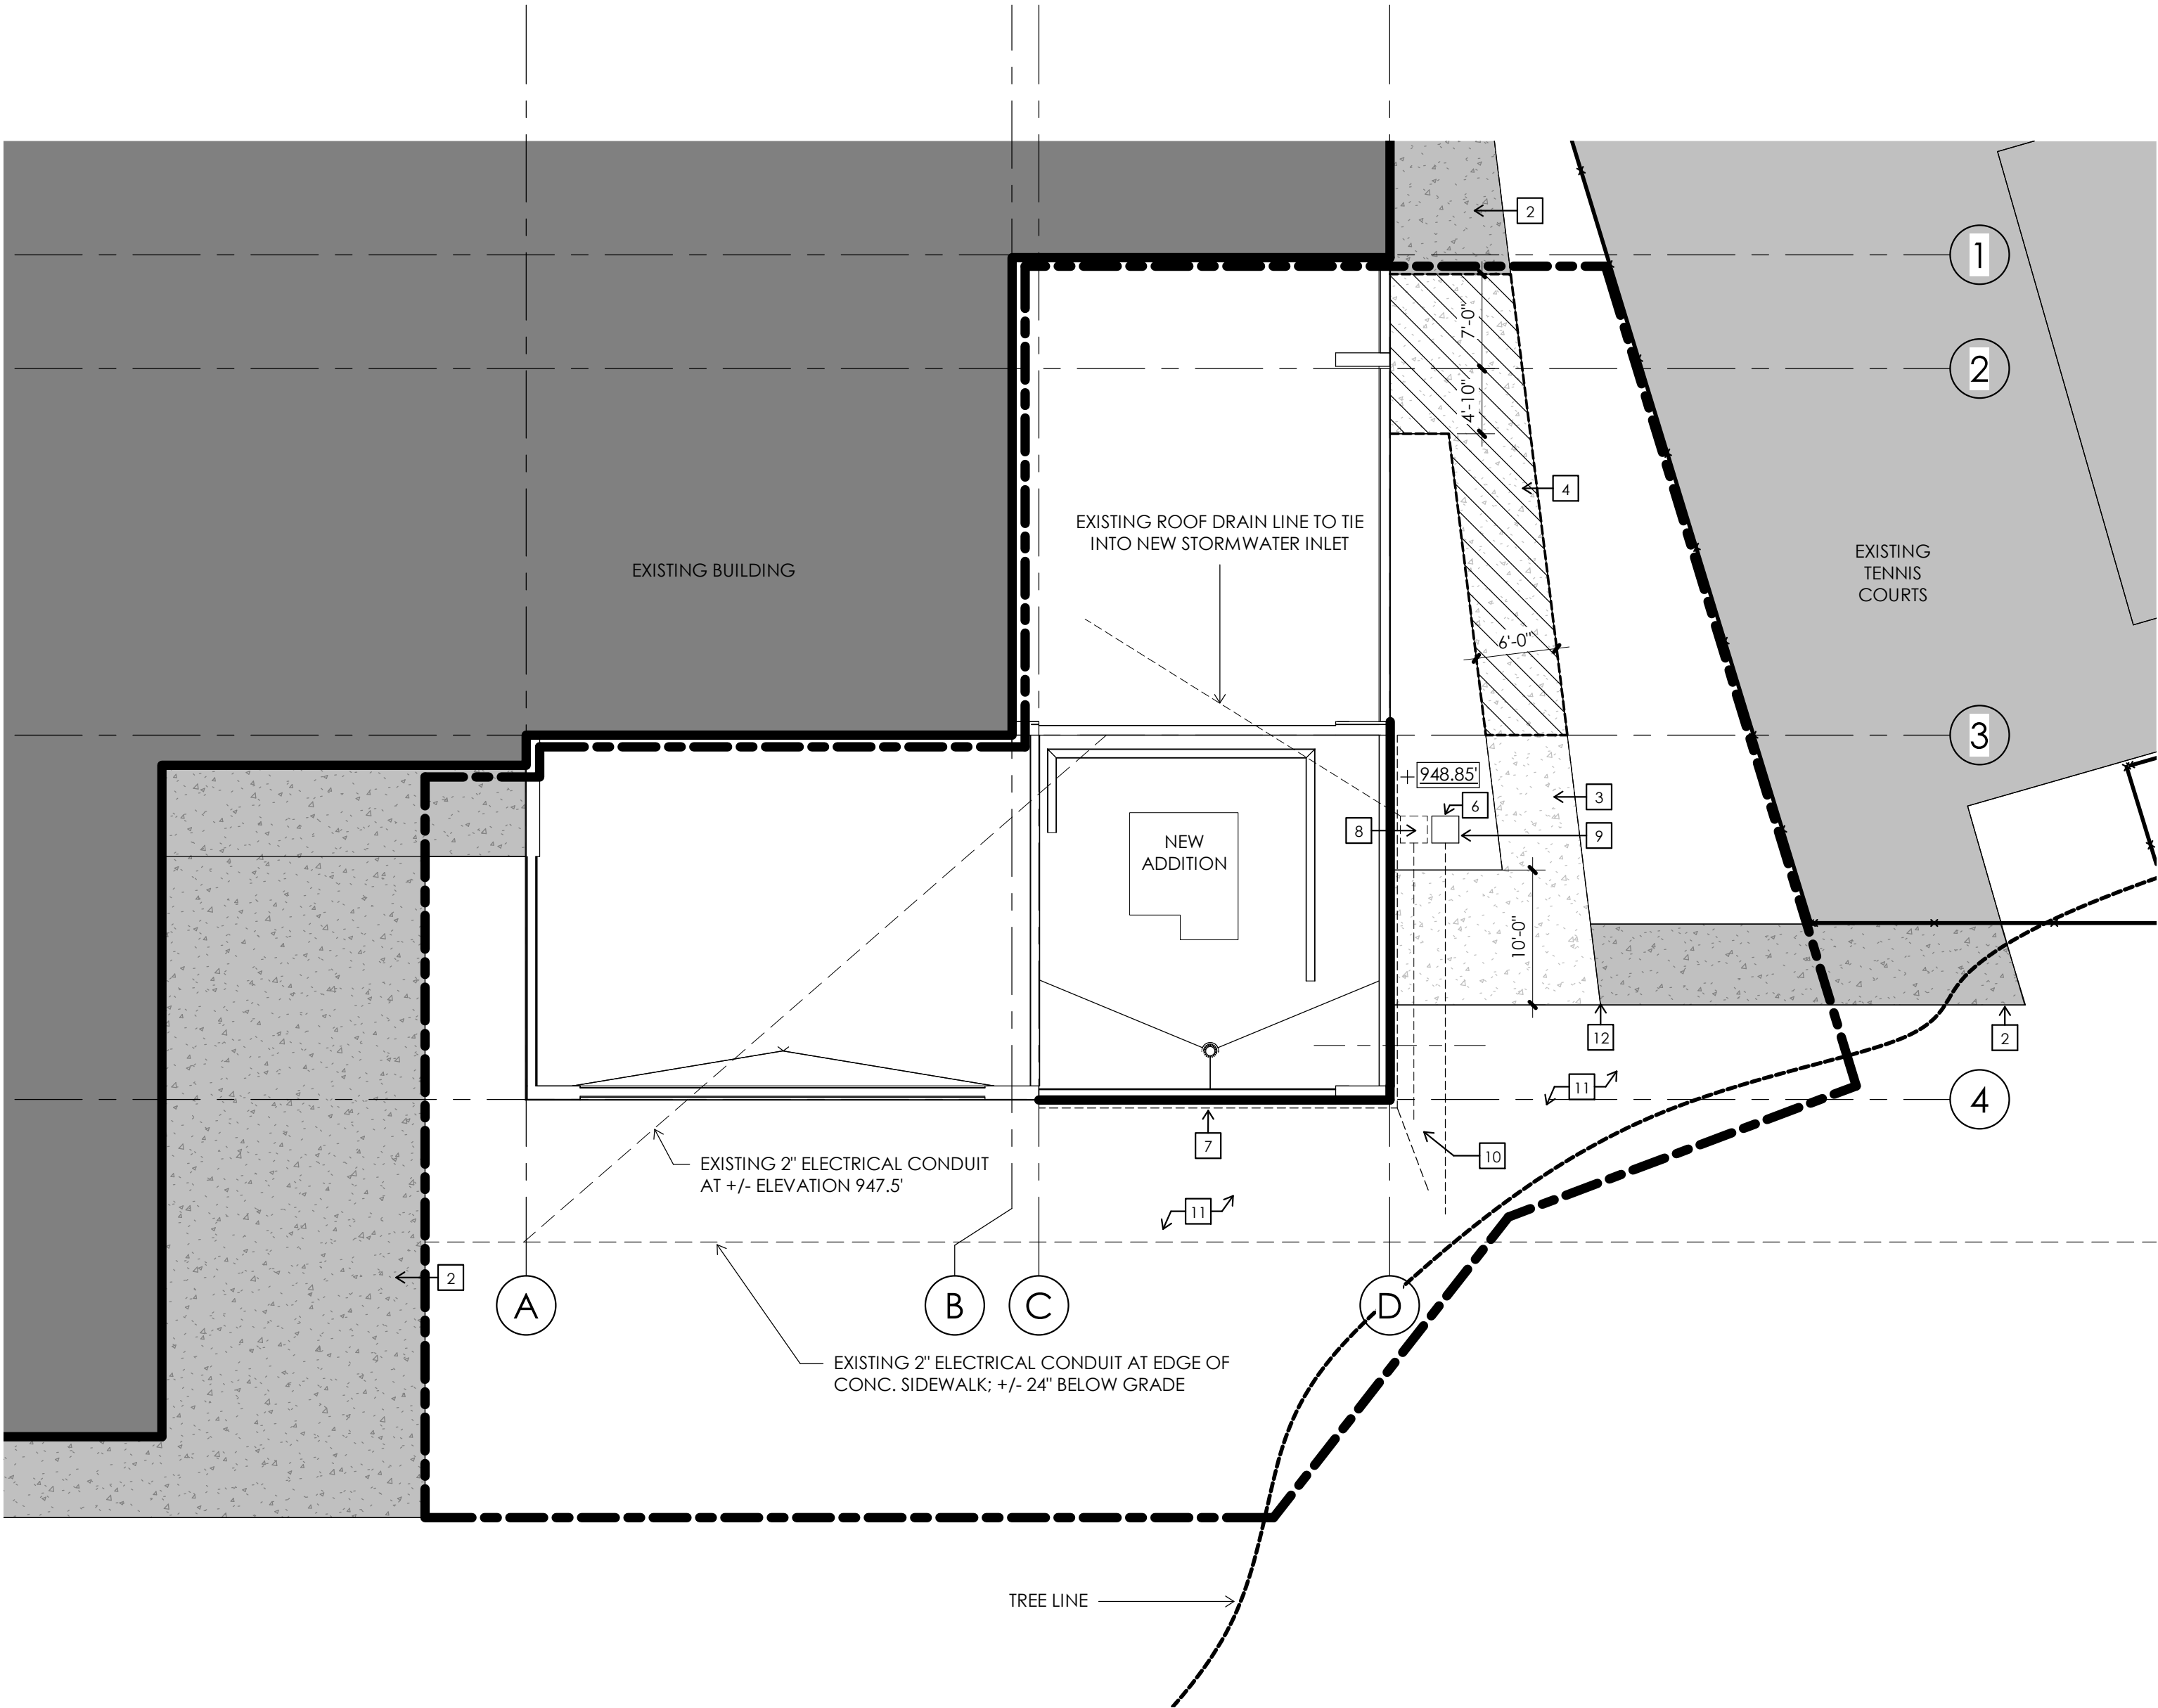 2
1
7'-0"
2
4'-10"
4
EXISTING ROOF DRAIN LINE TO TIE
INTO NEW STORMWATER INLET
EXISTING BUILDING
EXISTING
TENNIS
COURTS
6'-0"
3
948.85'
6
3
8
9
NEW
ADDITION
10'-0"
12
2
11
4
7
10
EXISTING 2" ELECTRICAL CONDUIT
AT +/- ELEVATION 947.5'
11
2
A
B
C
D
EXISTING 2" ELECTRICAL CONDUIT AT EDGE OF
CONC. SIDEWALK; +/- 24" BELOW GRADE
TREE LINE